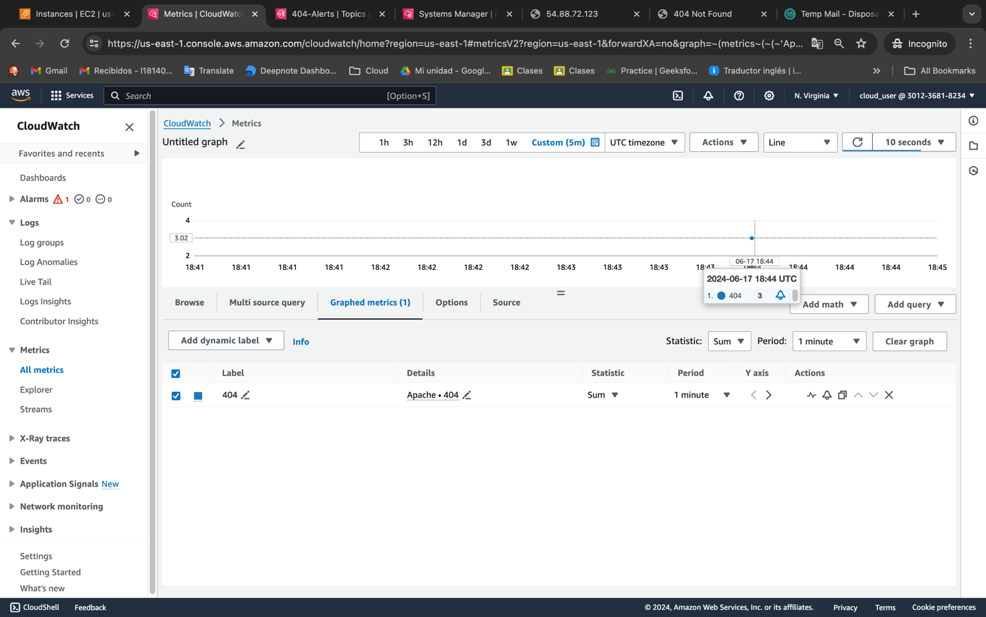 Instances | EC2 | us-
Metrics | CloudWatc
404-Alerts | Topics |
Systems Manager |
54.88.72.123
404 Not Found
Temp Mail - Disposa
https://us-east-1.console.aws.amazon.com/cloudwatch/home?region=us-east-1#metricsV2?region=us-east-1&forwardXA=no&graph=~(metrics~(~(~'Ap...
Incognito
Gmail
Recibidos – l18140...
Translate
Deepnote Dashbo...
Cloud
Mi unidad – Googl...
Clases
Clases
Practice | Geeksfo...
Traductor inglés | i...
»
All Bookmarks
aws
Services
Search
[Option+S]
N. Virginia
cloud_user @ 3012-3681-8234
CloudWatch
Favorites and recents
Dashboards
Alarms 1 0 0
Logs
Log groups
Log Anomalies
Live Tail
Logs Insights
Contributor Insights
Metrics
All metrics
Explorer
Streams
X-Ray traces
Events
Application Signals New
Network monitoring
Insights
Settings
Getting Started
What's new
CloudWatch
Metrics
Untitled graph
1h
3h
12h
1d
3d
1w
Custom (5m)
UTC timezone
Actions
Line
10 seconds
Count
4
3.02
2
18:41
18:41
18:41
18:41
18:42
18:42
18:42
18:42
18:43
18:43
18:43
18:44
18:44
18:44
18:45
06-17 18:44
2024-06-17 18:44 UTC
1. 404 3
Browse
Multi source query
Graphed metrics (1)
Options
Source
Add math
Add query
Add dynamic label
Info
Statistic:
Sum
Period:
1 minute
Clear graph
Label
Details
Statistic
Period
Y axis
Actions
404
Apache • 404
Sum
1 minute
CloudShell
Feedback
© 2024, Amazon Web Services, Inc. or its affiliates.
Privacy
Terms
Cookie preferences